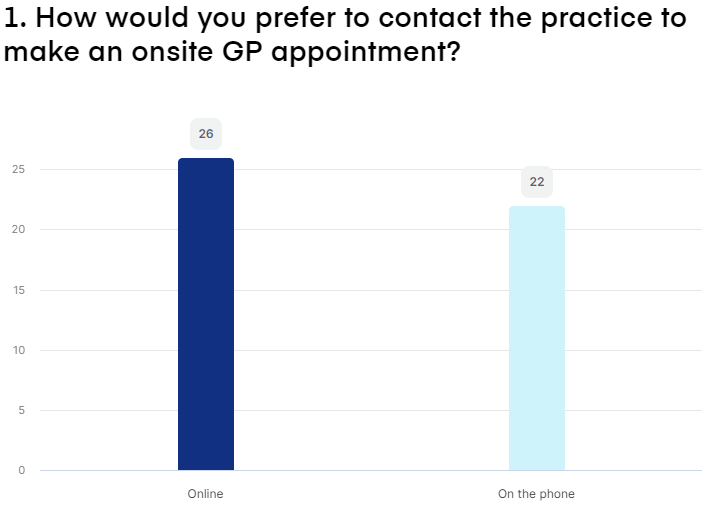 1. How would you prefer to contact the practice to
make an onsite GP appointment?
26
22
25
20
15
10
5
0
Online
On the phone